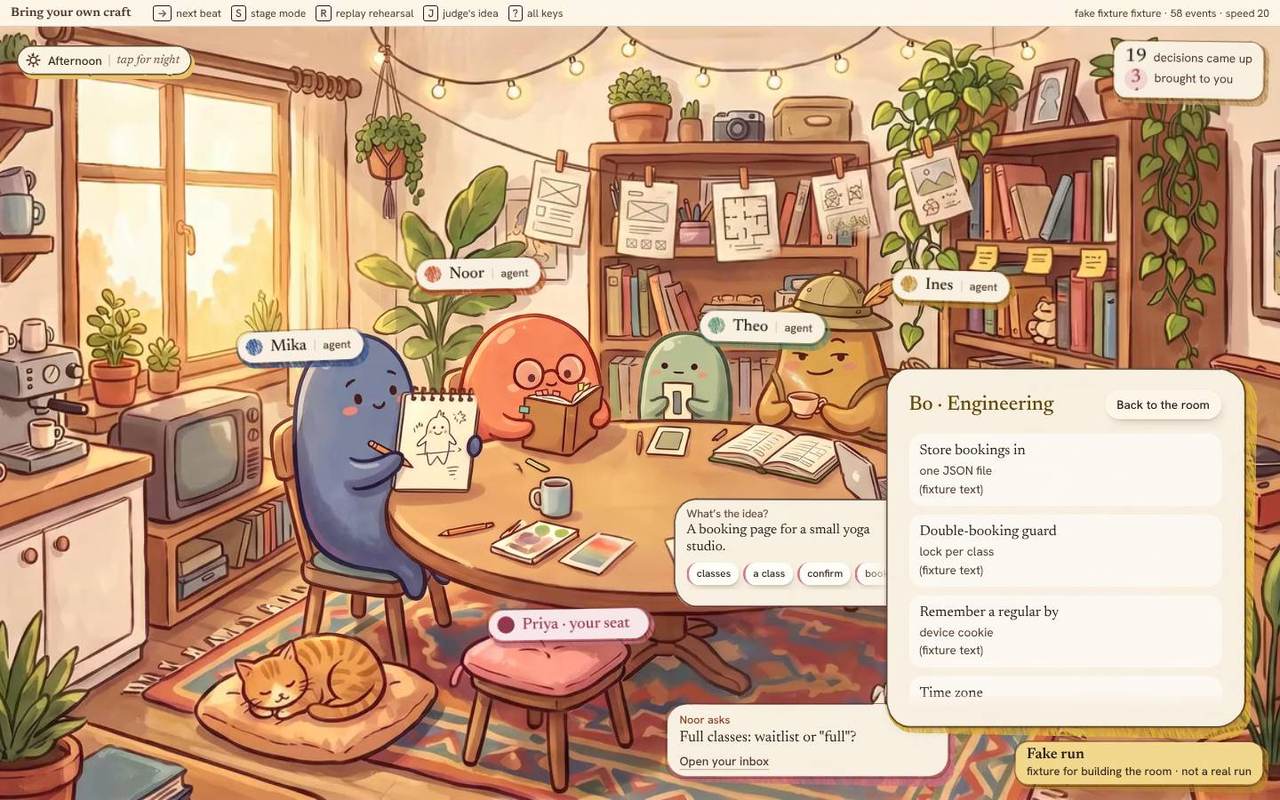 Bring your own craft
→ next beat
S stage mode
R replay rehearsal
J judge's idea
? all keys
fake fixture fixture · 58 events · speed 20
Afternoon | tap for night
19 decisions came up
3 brought to you
Noor | agent
Ines | agent
Theo | agent
Mika | agent
Bo · Engineering
Back to the room
Store bookings in
one JSON file
(fixture text)
Double-booking guard
lock per class
(fixture text)
Remember a regular by
device cookie
(fixture text)
Time zone
What's the idea?
A booking page for a small yoga
studio.
classes
a class
confirm
Priya · your seat
Noor asks
Full classes: waitlist or "full"?
Open your inbox
Fake run
fixture for building the room · not a real run